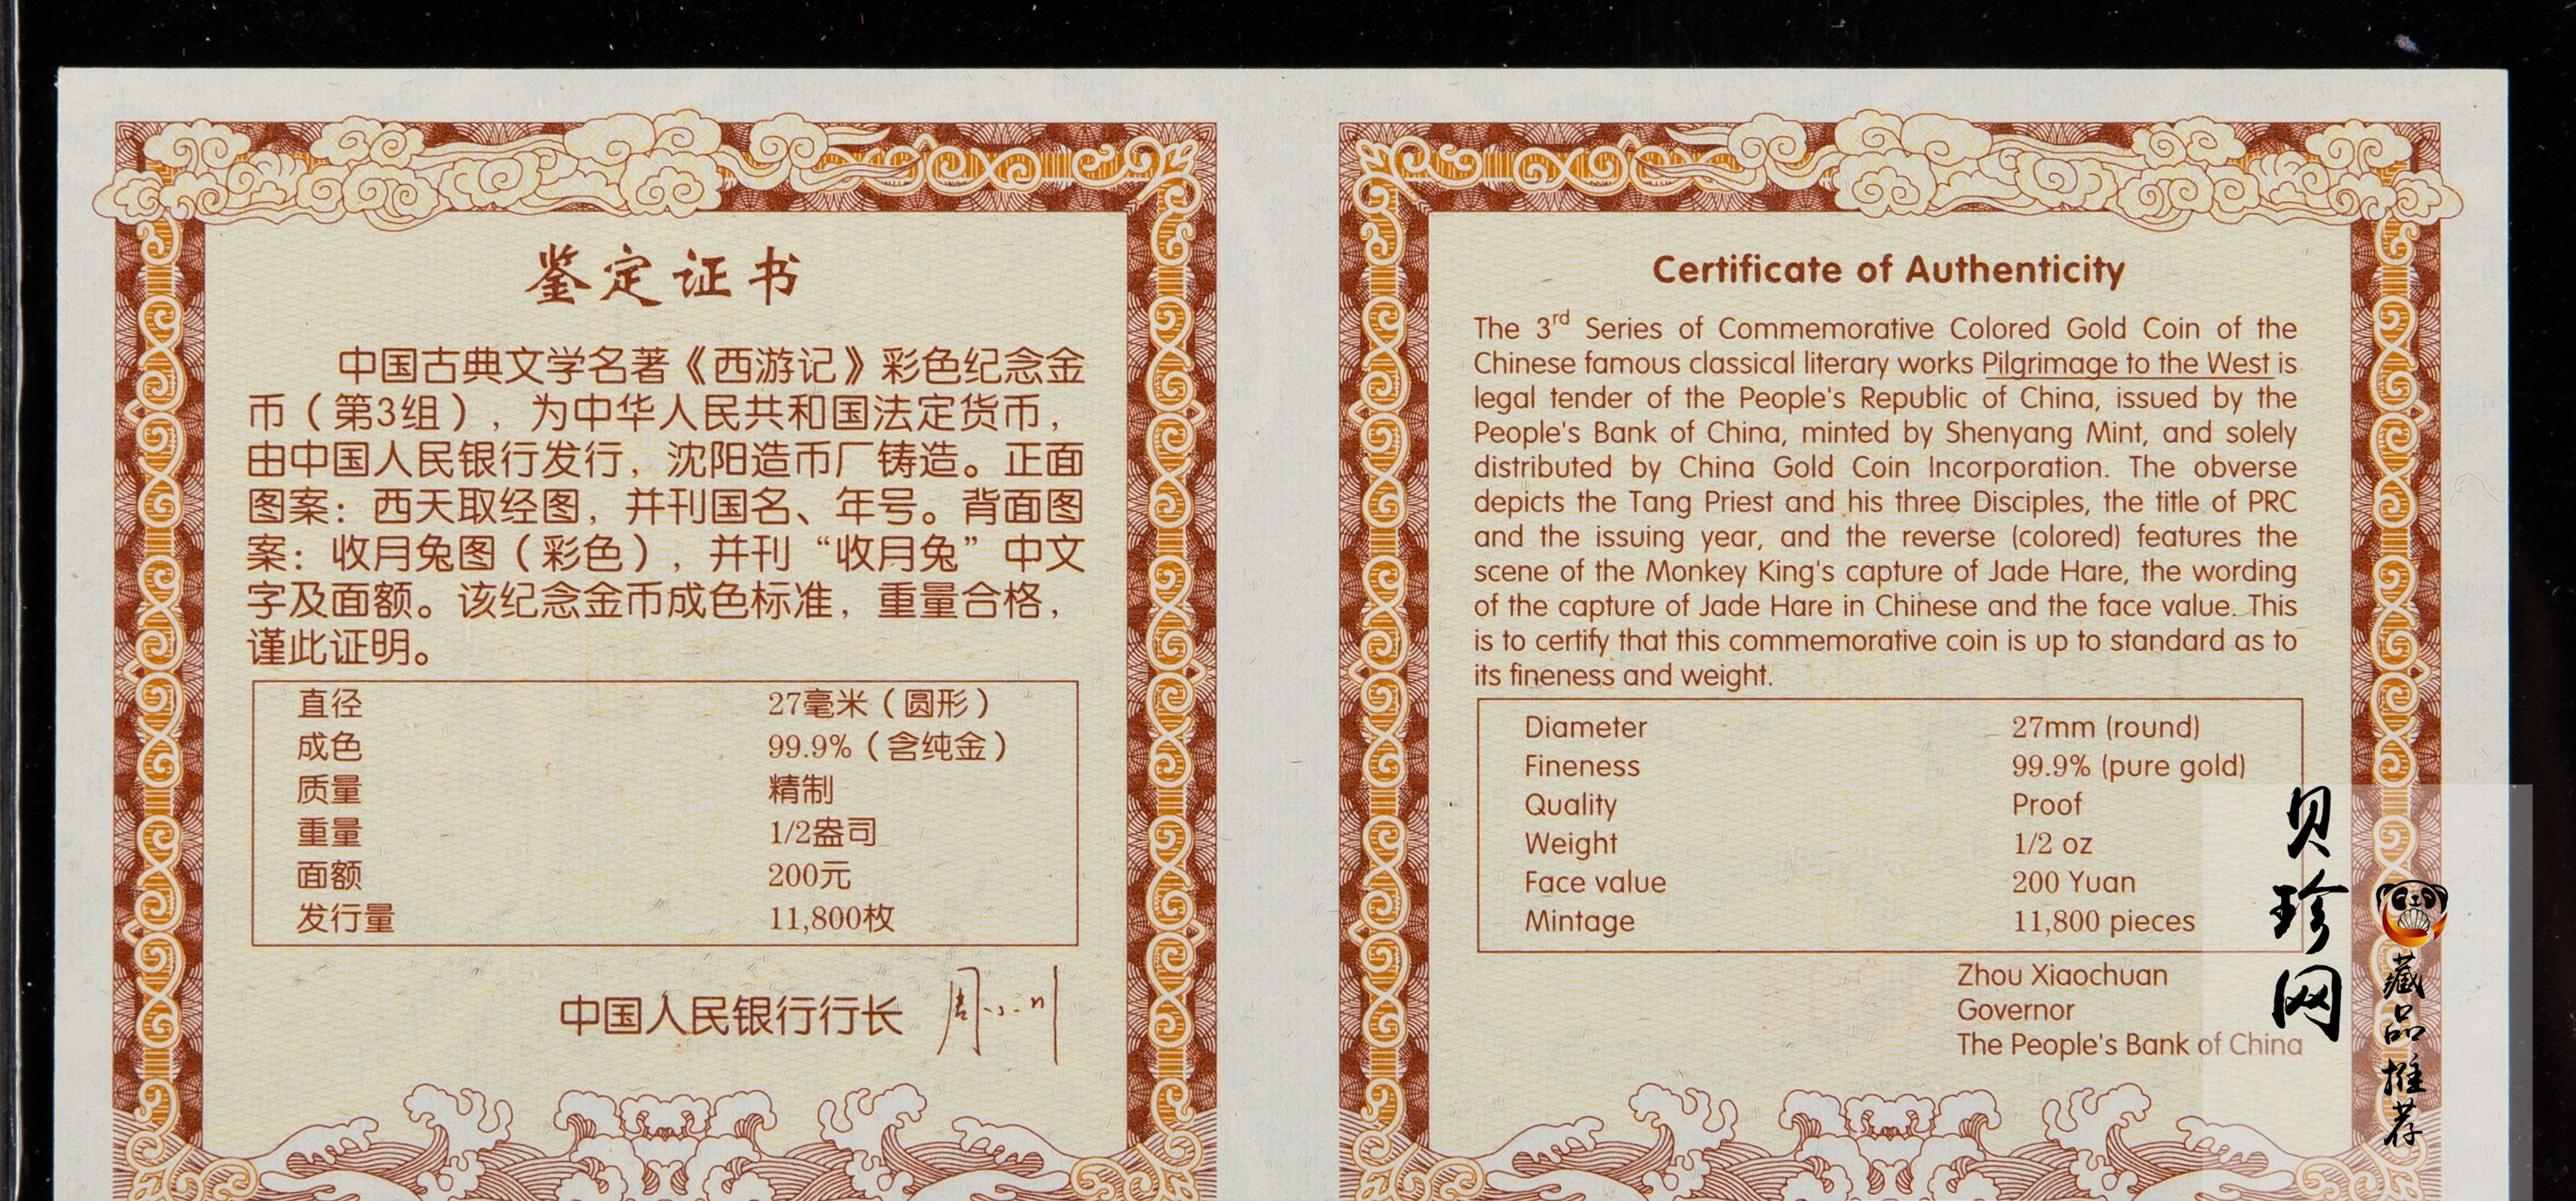 鉴定证书
中国古典文学名著《西游记》彩色纪念金
币（第3组），为中华人民共和国法定货币，
由中国人民银行发行，沈阳造币厂铸造。正面
图案：西天取经图，并刊国名、年号。背面图
案：收月兔图（彩色），并刊“收月兔”中文
字及面额。该纪念金币成色标准，重量合格，
谨此证明。
直径 27毫米（圆形）
成色 99.9%（含纯金）
质量 精制
重量 1/2盎司
面额 200元
发行量 11,800枚
中国人民银行行长 周小川
Certificate of Authenticity
The 3rd Series of Commemorative Colored Gold Coin of the
Chinese famous classical literary works Pilgrimage to the West is
legal tender of the People's Republic of China, issued by the
People's Bank of China, minted by Shenyang Mint, and solely
distributed by China Gold Coin Incorporation. The obverse
depicts the Tang Priest and his three Disciples, the title of PRC
and the issuing year, and the reverse (colored) features the
scene of the Monkey King's capture of Jade Hare, the wording
of the capture of Jade Hare in Chinese and the face value. This
is to certify that this commemorative coin is up to standard as to
its fineness and weight.
Diameter 27mm (round)
Fineness 99.9% (pure gold)
Quality Proof
Weight 1/2 oz
Face value 200 Yuan
Mintage 11,800 pieces
Zhou Xiaochuan
Governor
The People's Bank of China
贝珍网
藏品推荐